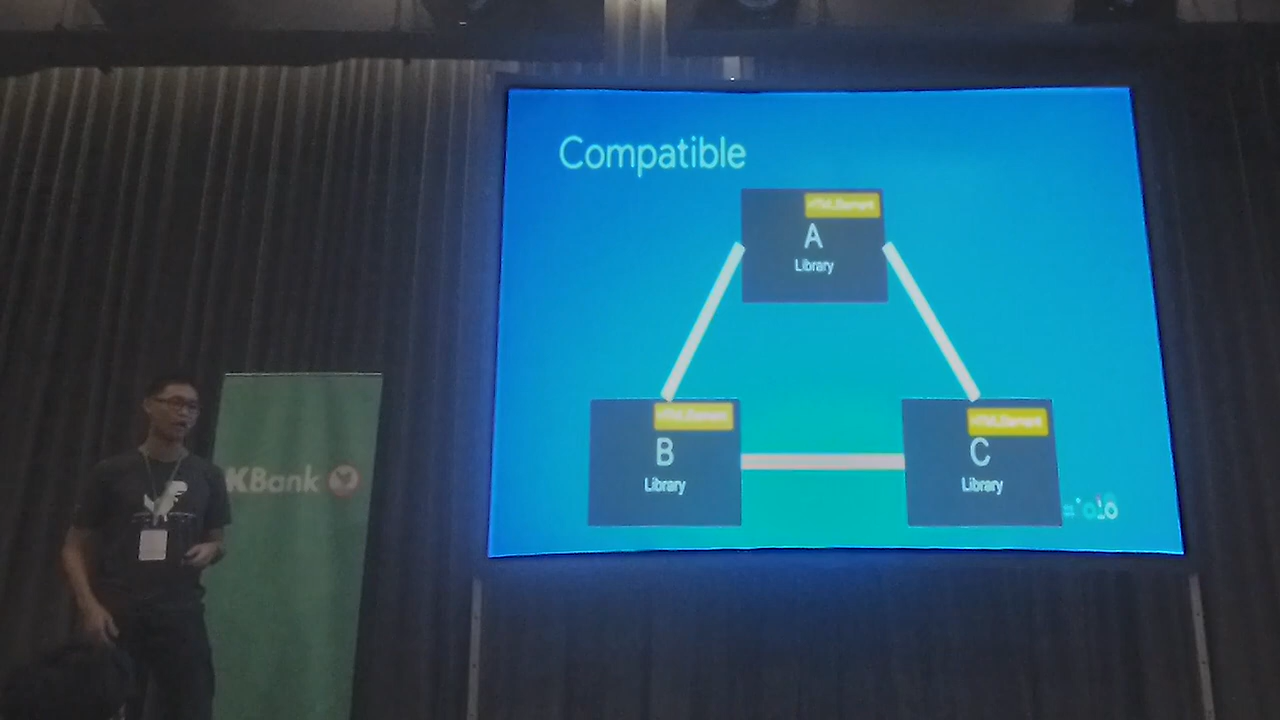 Compatible
HTMLElement
A
Library
HTMLElement
B
Library
HTMLElement
C
Library
KBank